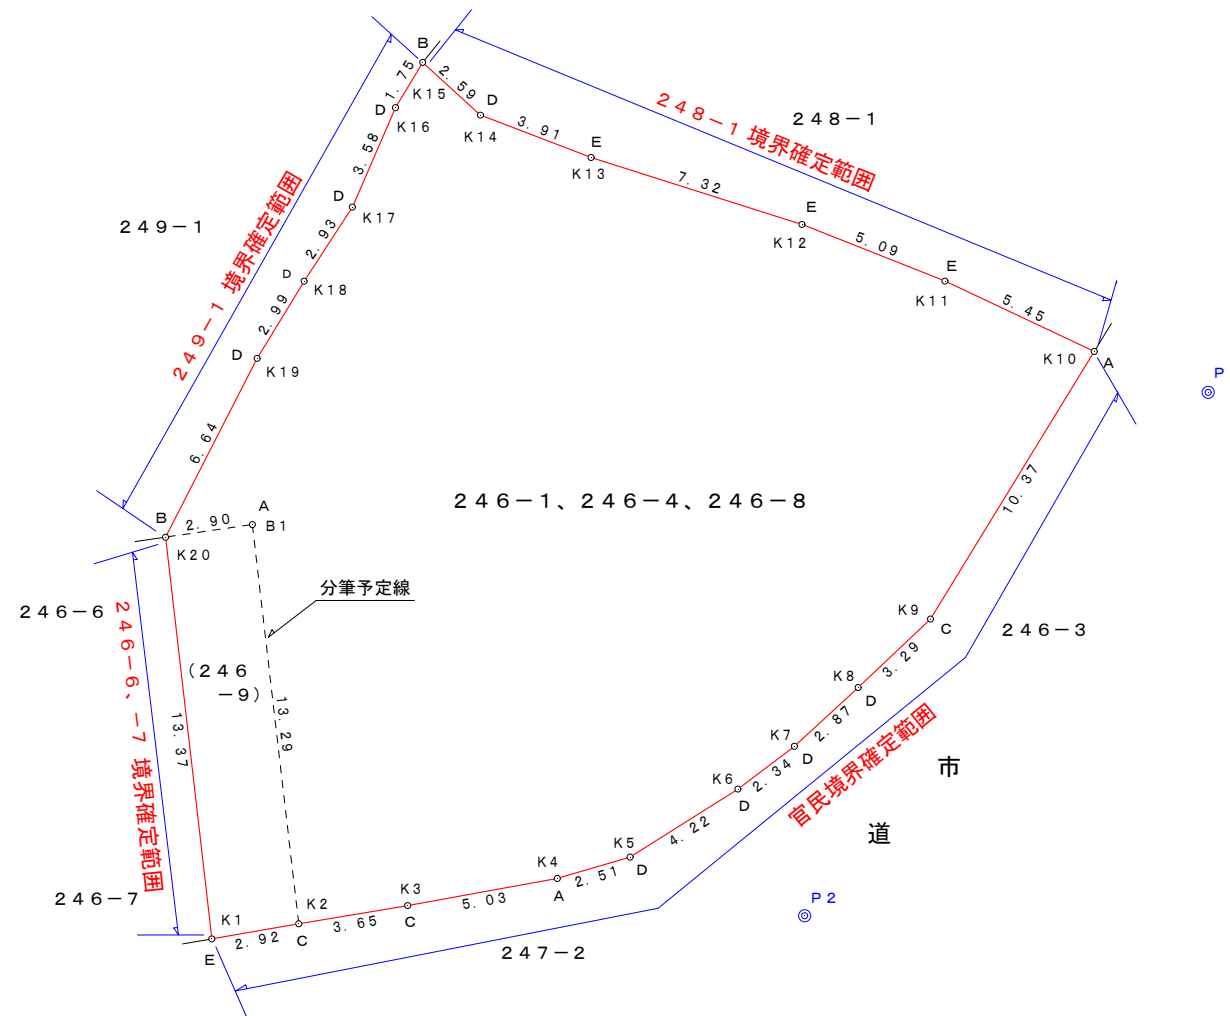 B
1.75
K15
2.59
D
K14
D
K16
3.91
E
K13
248-1 境界確定範囲
248-1
3.58
7.32
E
K12
5.09
E
K11
5.45
K10
A
P
249-1
249-1 境界確定範囲
D
K17
2.93
D
K18
2.99
D
K19
6.64
B
K20
2.90
A
B1
246-1、246-4、246-8
10.37
分筆予定線
246-6
246-6、-7 境界確定範囲
(246
-9)
13.37
13.29
K9
C
246-3
3.29
K8
D
2.87
K7
D
2.34
K6
D
4.22
官民境界確定範囲
市
道
K5
D
2.51
K4
A
5.03
K3
C
3.65
K2
C
2.92
K1
E
246-7
247-2
P2